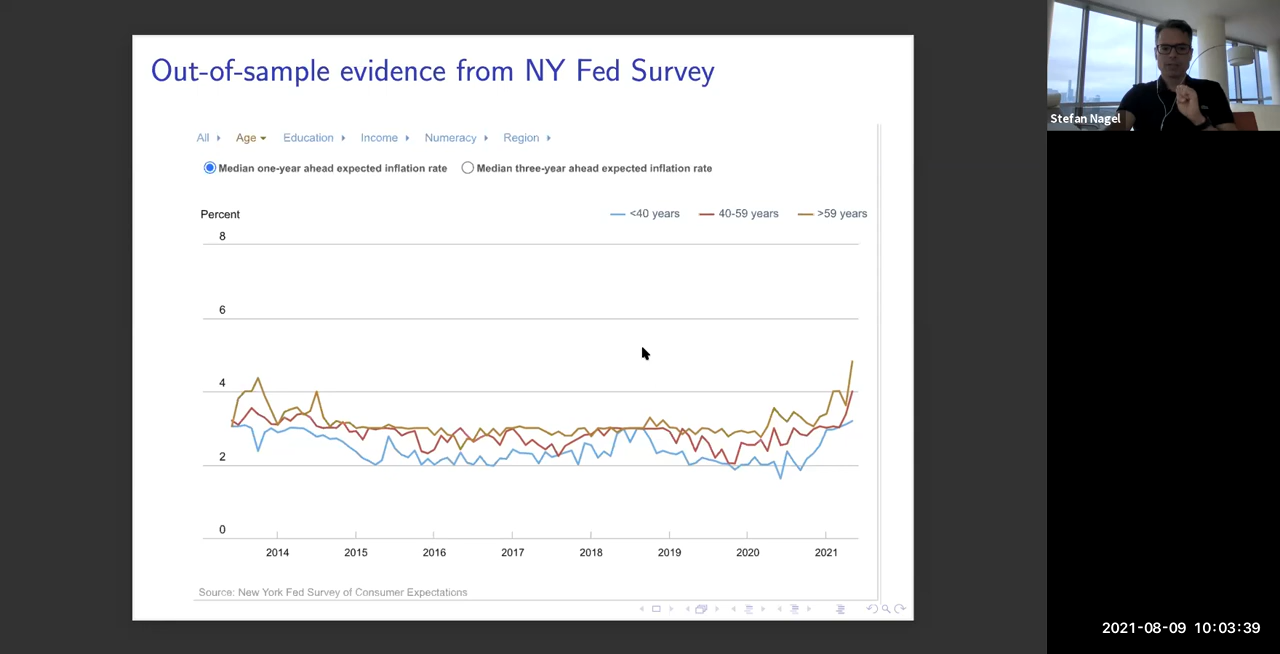 Out-of-sample evidence from NY Fed Survey
All Age Education Income Numeracy Region
Median one-year ahead expected inflation rate Median three-year ahead expected inflation rate
Percent <40 years 40-59 years >59 years
8
6
4
2
0
2014 2015 2016 2017 2018 2019 2020 2021
Source: New York Fed Survey of Consumer Expectations
Stefan Nagel
2021-08-09 10:03:39